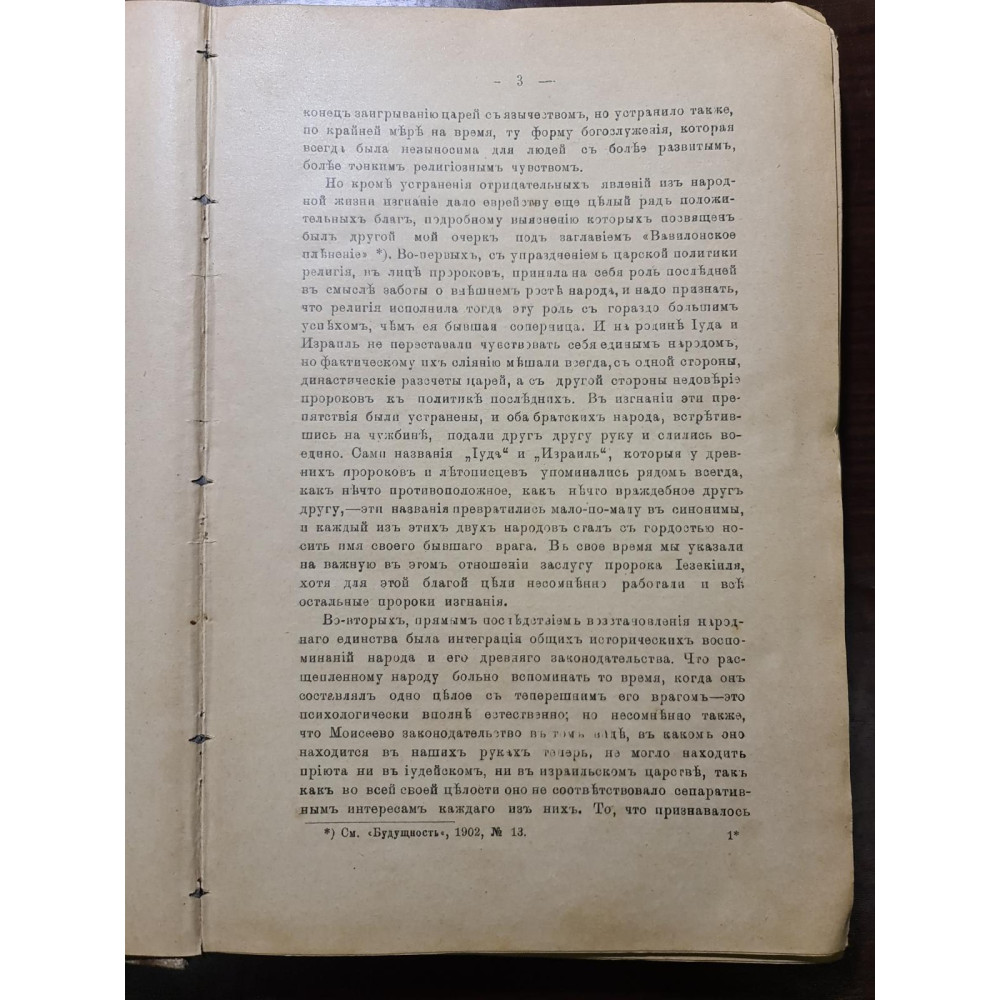 - 3 —
конецъ заигрыванію царей съ язычествомъ, но устранило также,
по крайней мѣрѣ на время, ту форму богослуженія, которая
всегда была невыносима для людей съ болѣе развитымъ,
болѣе тонкимъ религіознымъ чувствомъ.
Но кромѣ устраненія отрицательныхъ явленій изъ народ-
ной жизни изгнаніе дало еврейству еще цѣлый рядъ положи-
тельныхъ благъ, подробному выясненію которыхъ посвященъ
былъ другой мой очеркъ подъ заглавіемъ «Вавилонское
плѣненіе» *). Во-первыхъ, съ упраздненіемъ царской политики
религія, въ лицѣ пророковъ, приняла на себя роль послѣдней
въ смыслѣ заботы о внѣшнемъ ростѣ народа, и надо признать,
что религія исполнила тогда эту роль съ гораздо большимъ
успѣхомъ, чѣмъ ея бывшая соперница. И на родинѣ Іуда и
Израиль не переставали чувствовать себя единымъ народомъ,
но фактическому ихъ сліянію мѣшали всегда, съ одной стороны,
династическіе разсчеты царей, а съ другой стороны недовѣріе
пророковъ къ политикѣ послѣднихъ. Въ изгнаніи эти пре-
пятствія были устранены, и оба братскихъ народа, встрѣтив-
шись на чужбинѣ, подали другъ другу руку и слились во-
едино. Сами названія „Іуда“ и „Израиль“, которыя у древ-
нихъ пророковъ и лѣтописцевъ упоминались рядомъ всегда,
какъ нѣчто противоположное, какъ нѣчто враждебное другъ
другу,—эти названія превратились мало-по-малу въ синонимы,
и каждый изъ этихъ двухъ народовъ сталъ съ гордостью но-
сить имя своего бывшаго врага. Въ свое время мы указали
на важную въ этомъ отношеніи заслугу пророка Іезекіиля,
хотя для этой благой цѣли несомнѣнно работали и всѣ
остальные пророки изгнанія.
Во-вторыхъ, прямымъ послѣдствіемъ возстановленія народ-
наго единства была интеграція общихъ историческихъ воспо-
минаній народа и его древняго законодательства. Что рас-
щепленному народу больно вспоминать то время, когда онъ
составлялъ одно цѣлое съ теперешнимъ его врагомъ—это
психологически вполнѣ естественно; но несомнѣнно также,
что Моисеево законодательство въ томъ видѣ, въ какомъ оно
находится въ нашихъ рукахъ теперь, не могло находить
пріюта ни въ іудейскомъ, ни въ израильскомъ царствѣ, такъ
какъ во всей своей цѣлости оно не соотвѣтствовало сепаратив-
нымъ интересамъ каждаго изъ нихъ. То, что признавалось
*) См. «Будущность», 1902, № 13.
1*